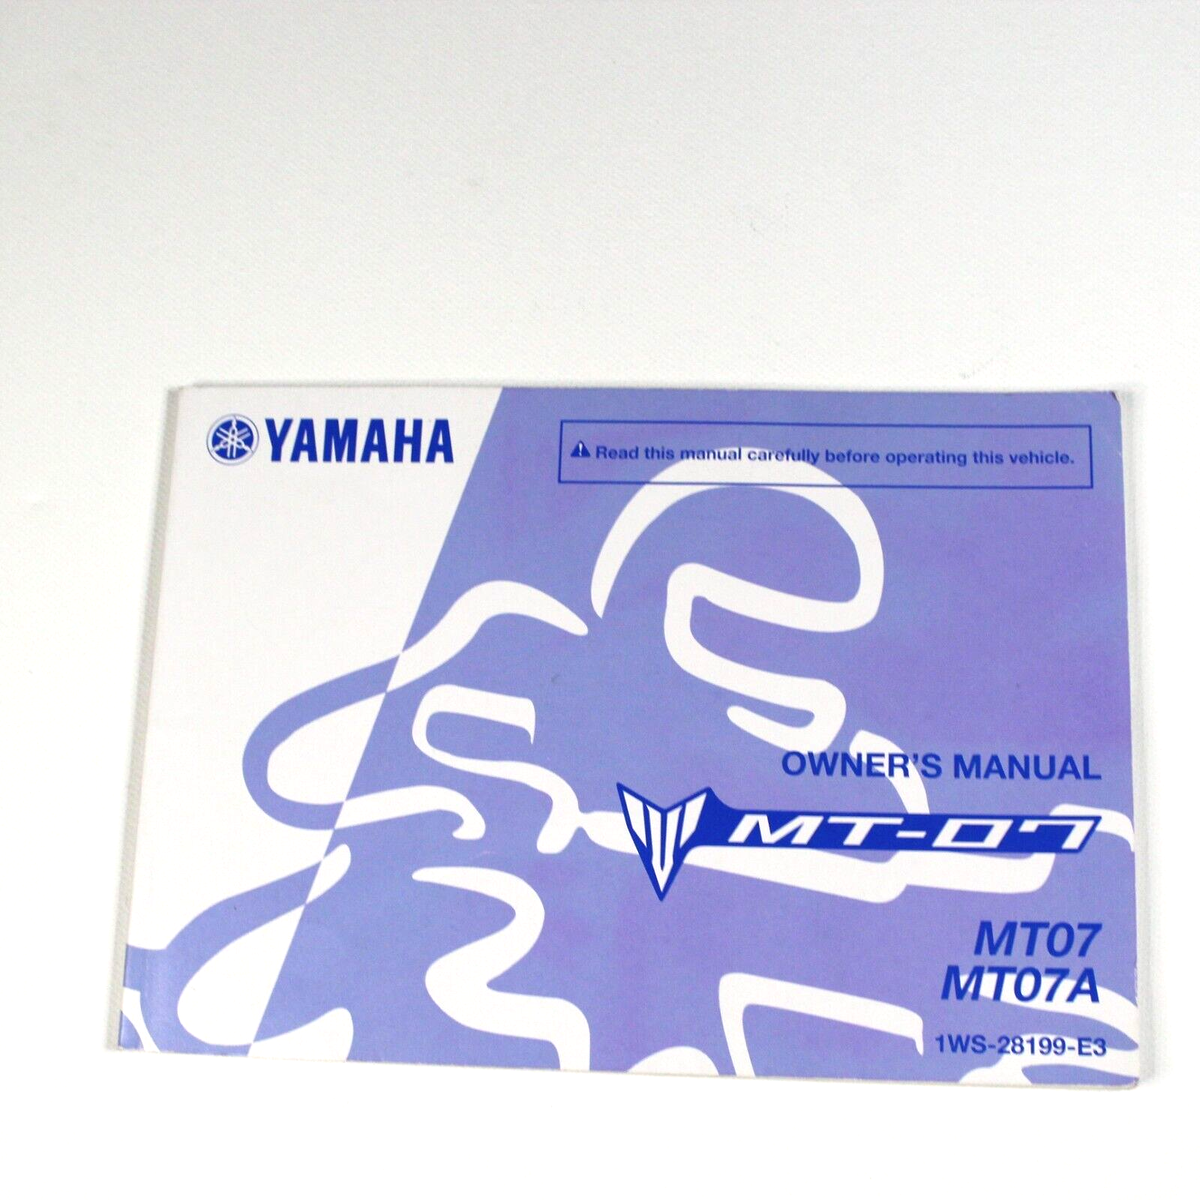 YAMAHA
⚠ Read this manual carefully before operating this vehicle.
OWNER'S MANUAL
MT-07
MT07
MT07A
1WS-28199-E3